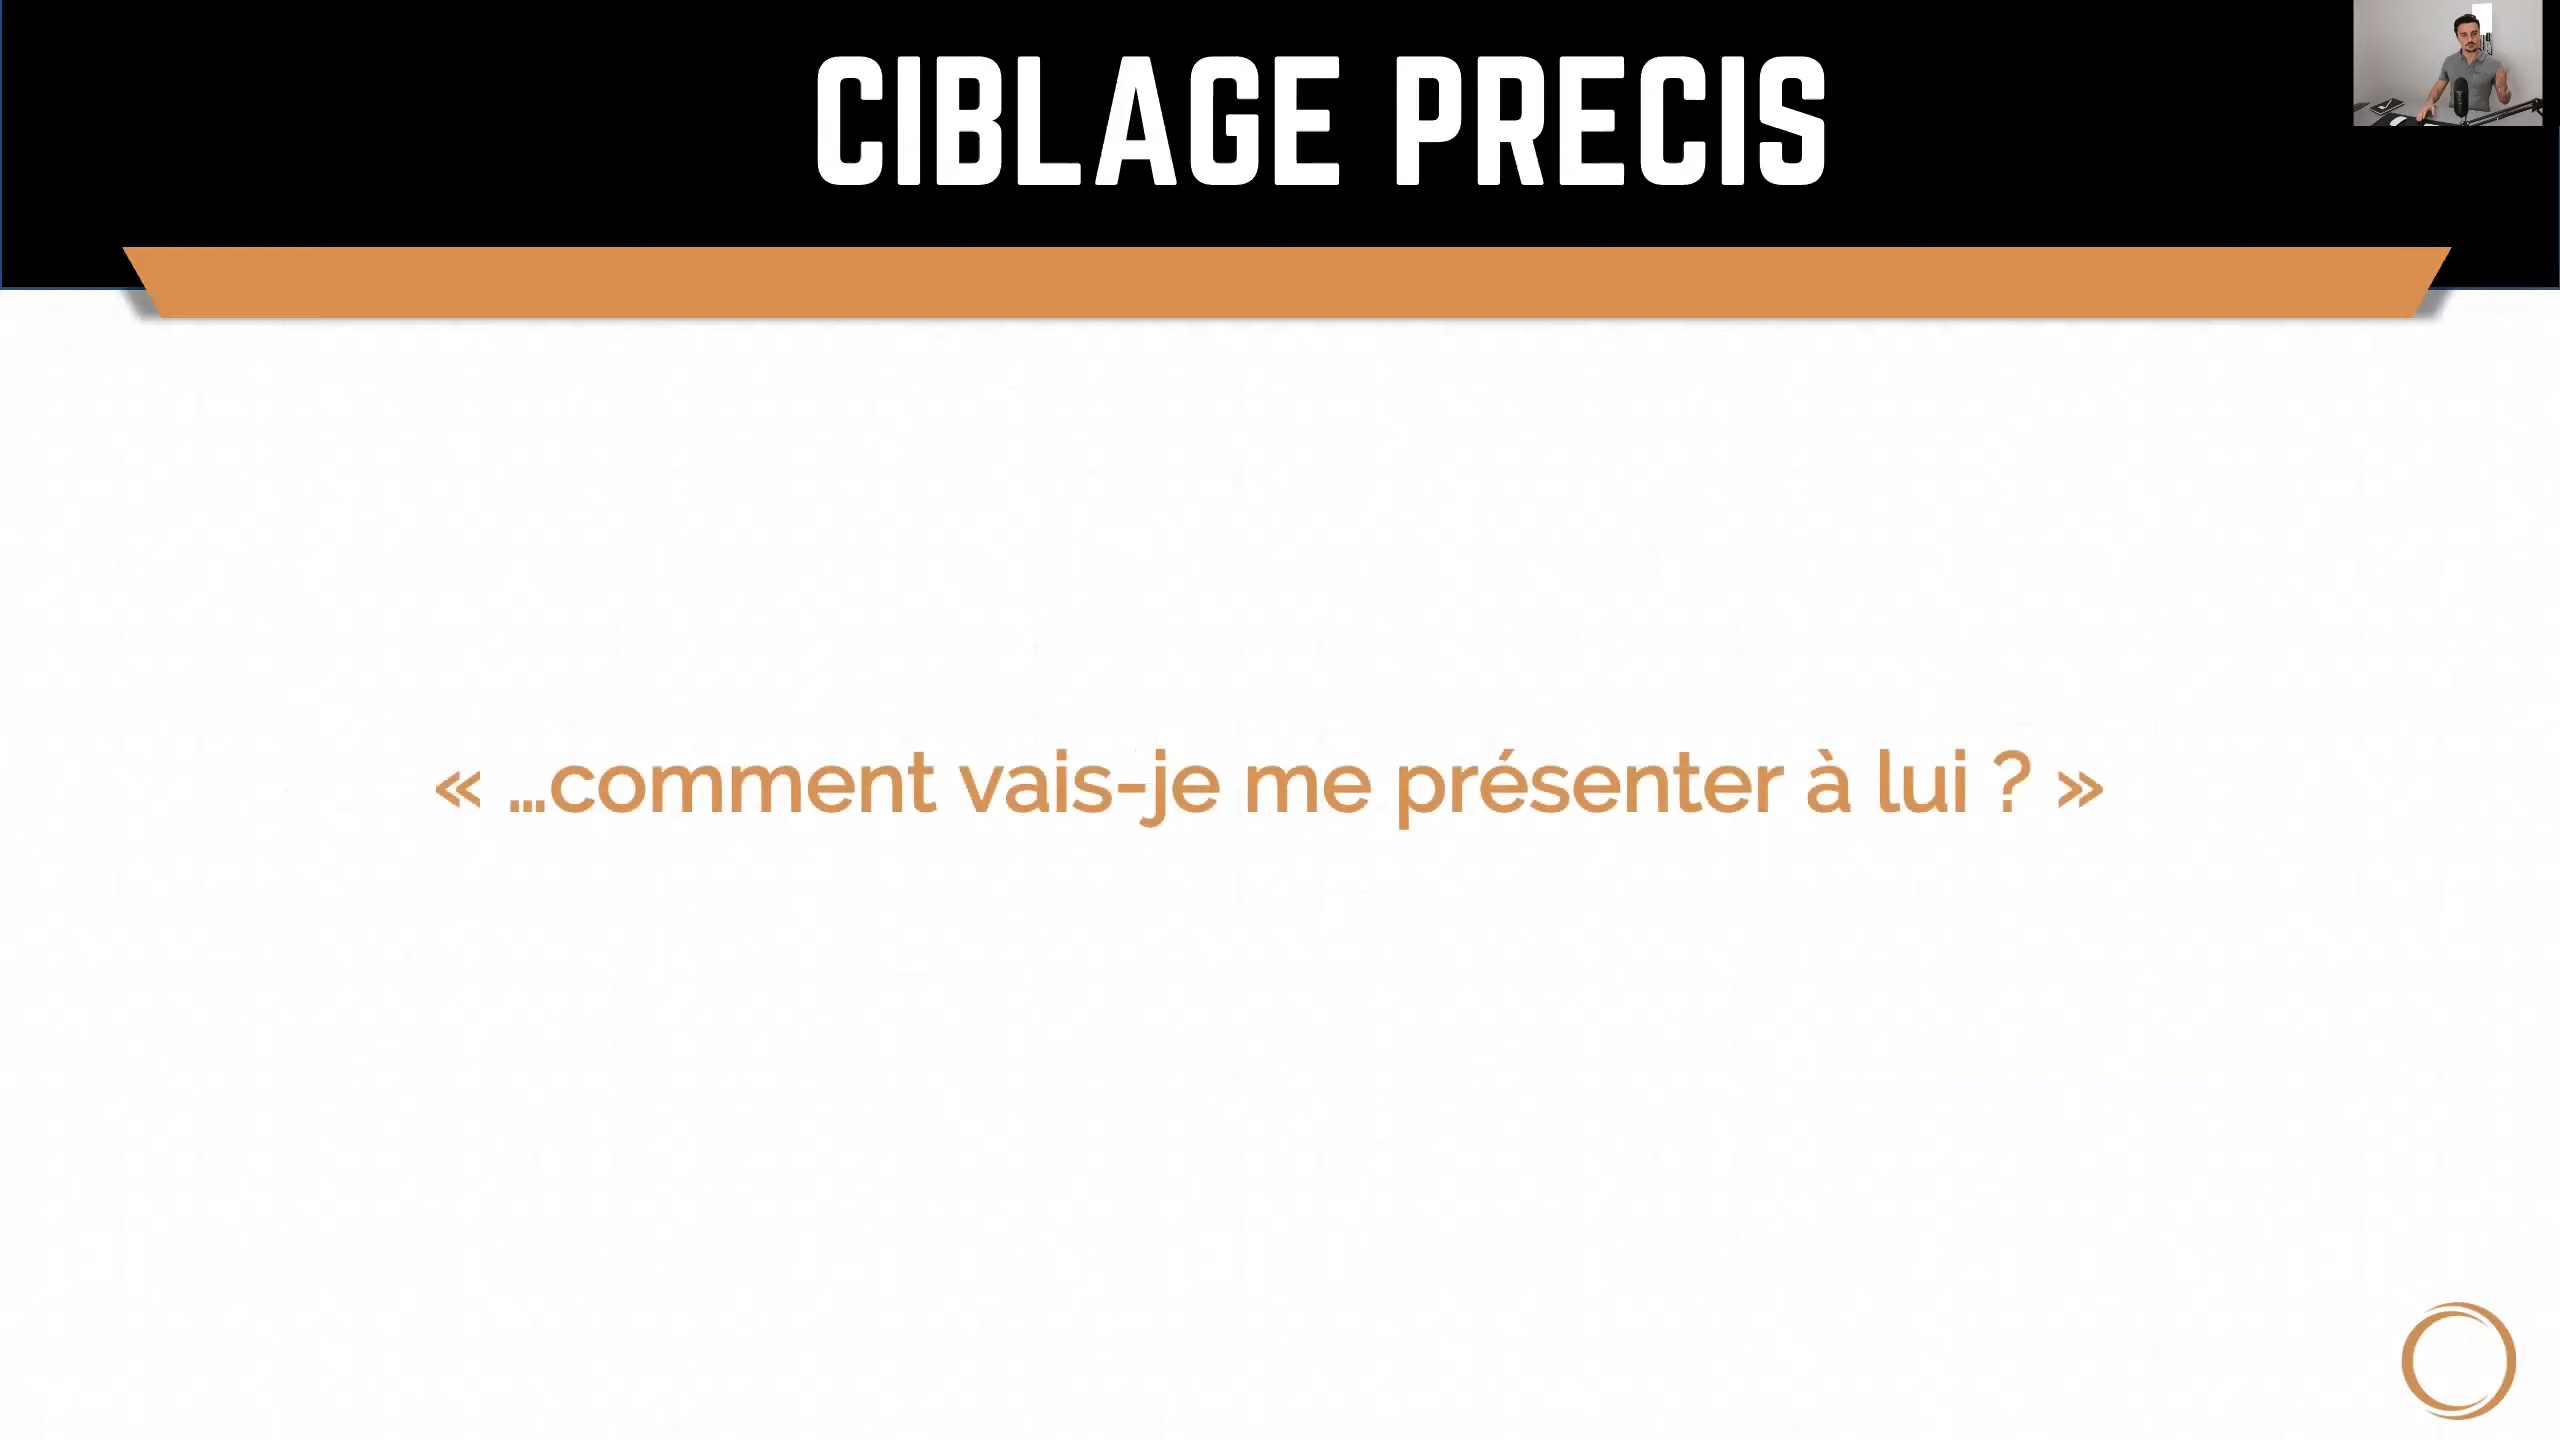 CIBLAGE PRECIS
« ...comment vais-je me présenter à lui ? »